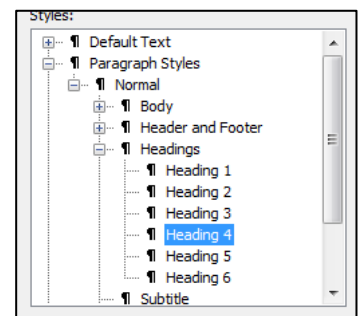 Styles:
¶ Default Text
¶ Paragraph Styles
¶ Normal
¶ Body
¶ Header and Footer
¶ Headings
¶ Heading 1
¶ Heading 2
¶ Heading 3
¶ Heading 4
¶ Heading 5
¶ Heading 6
¶ Subtitle